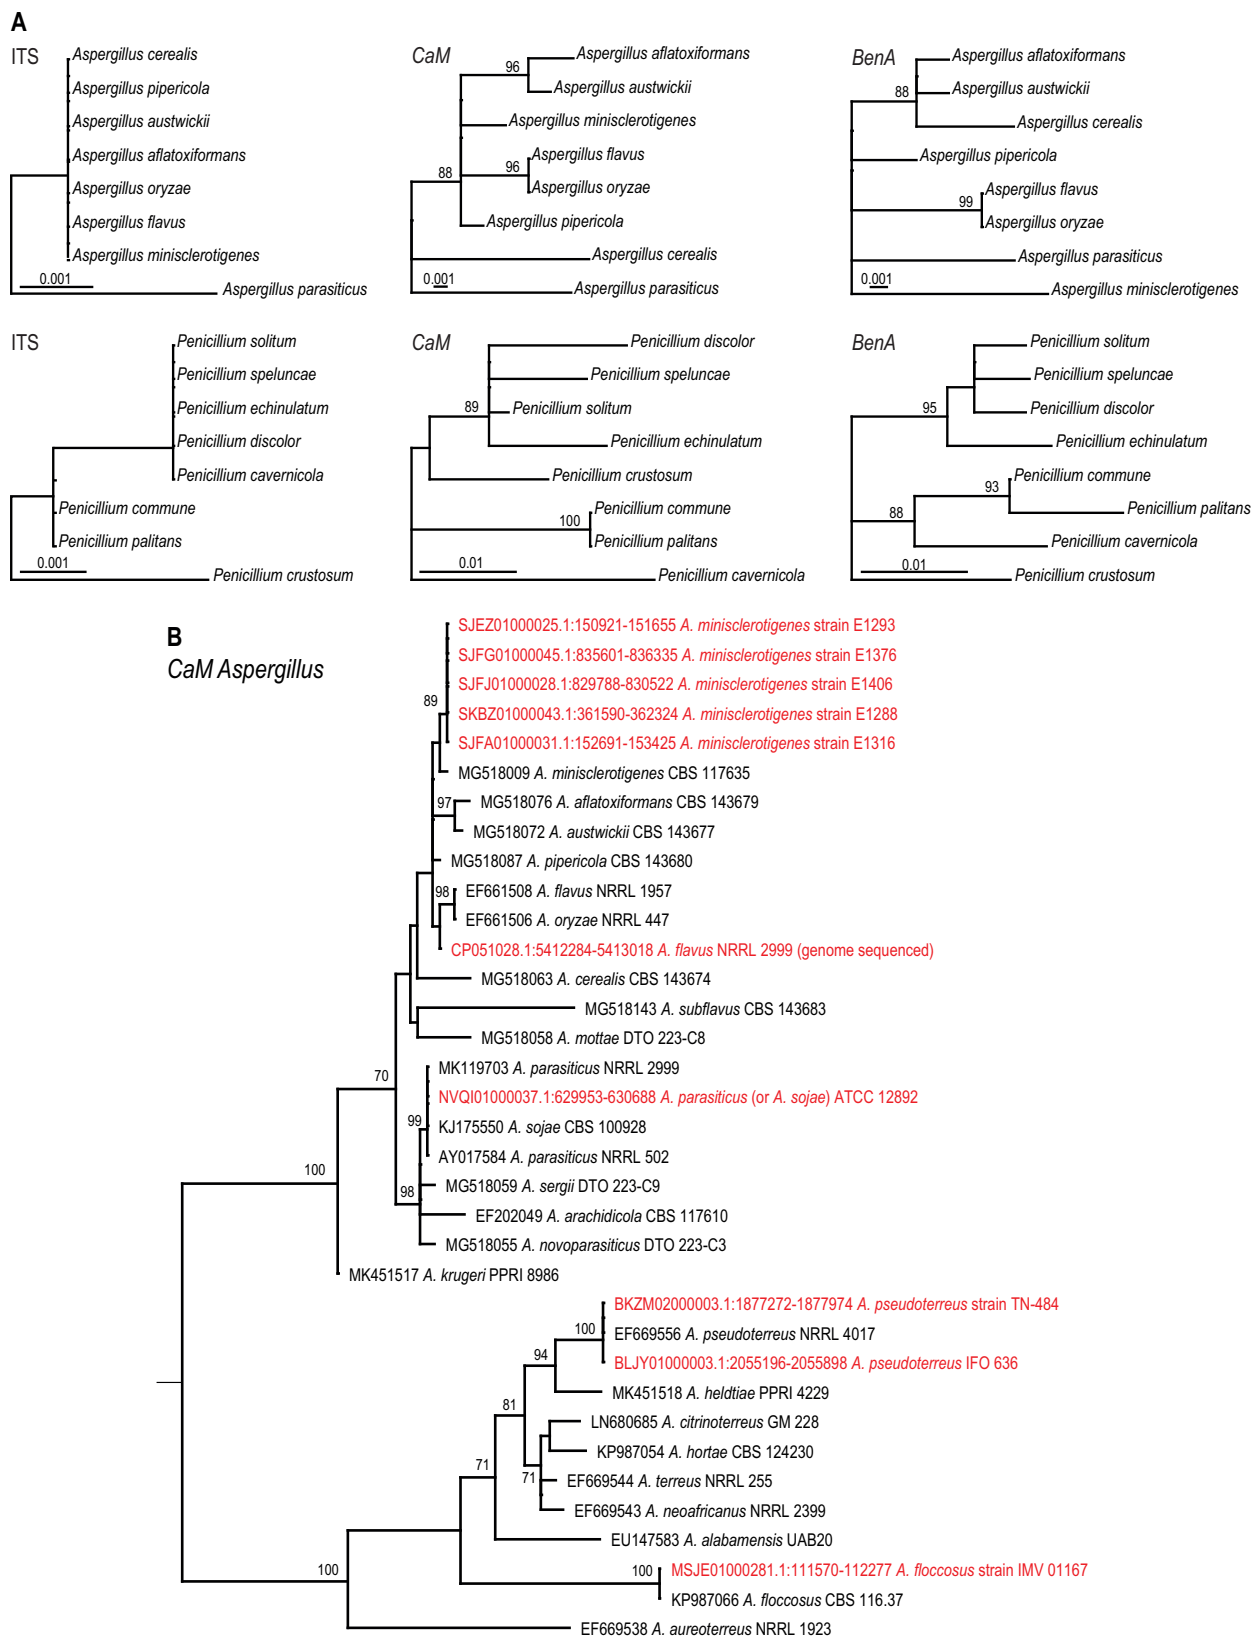 A
ITS
Aspergillus cerealis
Aspergillus pipericola
Aspergillus austwickii
Aspergillus aflatoxiformans
Aspergillus oryzae
Aspergillus flavus
Aspergillus minisclerotigenes
0.001
Aspergillus parasiticus
CaM
Aspergillus aflatoxiformans
96
Aspergillus austwickii
Aspergillus minisclerotigenes
Aspergillus flavus
96
88
Aspergillus oryzae
Aspergillus pipericola
Aspergillus cerealis
0.001
Aspergillus parasiticus
BenA
Aspergillus aflatoxiformans
88
Aspergillus austwickii
Aspergillus cerealis
Aspergillus pipericola
Aspergillus flavus
99
Aspergillus oryzae
Aspergillus parasiticus
0.001
Aspergillus minisclerotigenes
ITS
Penicillium solitum
Penicillium speluncae
Penicillium echinulatum
Penicillium discolor
Penicillium cavernicola
Penicillium commune
Penicillium palitans
0.001
Penicillium crustosum
CaM
Penicillium discolor
Penicillium speluncae
89
Penicillium solitum
Penicillium echinulatum
Penicillium crustosum
Penicillium commune
100
Penicillium palitans
0.01
Penicillium cavernicola
BenA
Penicillium solitum
Penicillium speluncae
95
Penicillium discolor
Penicillium echinulatum
Penicillium commune
93
Penicillium palitans
88
Penicillium cavernicola
0.01
Penicillium crustosum
B
CaM Aspergillus
SJEZ01000025.1:150921-151655 A. minisclerotigenes strain E1293
SJFG01000045.1:835601-836335 A. minisclerotigenes strain E1376
SJFJ01000028.1:829788-830522 A. minisclerotigenes strain E1406
89
SKBZ01000043.1:361590-362324 A. minisclerotigenes strain E1288
SJFA01000031.1:152691-153425 A. minisclerotigenes strain E1316
MG518009 A. minisclerotigenes CBS 117635
97
MG518076 A. aflatoxiformans CBS 143679
MG518072 A. austwickii CBS 143677
MG518087 A. pipericola CBS 143680
98
EF661508 A. flavus NRRL 1957
EF661506 A. oryzae NRRL 447
CP051028.1:5412284-5413018 A. flavus NRRL 2999 (genome sequenced)
MG518063 A. cerealis CBS 143674
MG518143 A. subflavus CBS 143683
MG518058 A. mottae DTO 223-C8
70
MK119703 A. parasiticus NRRL 2999
NVQI01000037.1:629953-630688 A. parasiticus (or A. sojae) ATCC 12892
99
KJ175550 A. sojae CBS 100928
AY017584 A. parasiticus NRRL 502
100
98
MG518059 A. sergii DTO 223-C9
EF202049 A. arachidicola CBS 117610
MG518055 A. novoparasiticus DTO 223-C3
MK451517 A. krugeri PPRI 8986
BKZM02000003.1:1877272-1877974 A. pseudoterreus strain TN-484
100
EF669556 A. pseudoterreus NRRL 4017
94
BLJY01000003.1:2055196-2055898 A. pseudoterreus IFO 636
MK451518 A. heldtiae PPRI 4229
81
LN680685 A. citrinoterreus GM 228
KP987054 A. hortae CBS 124230
71
71
EF669544 A. terreus NRRL 255
EF669543 A. neoafricanus NRRL 2399
EU147583 A. alabamensis UAB20
100
100
MSJE01000281.1:111570-112277 A. floccosus strain IMV 01167
KP987066 A. floccosus CBS 116.37
EF669538 A. aureoterreus NRRL 1923